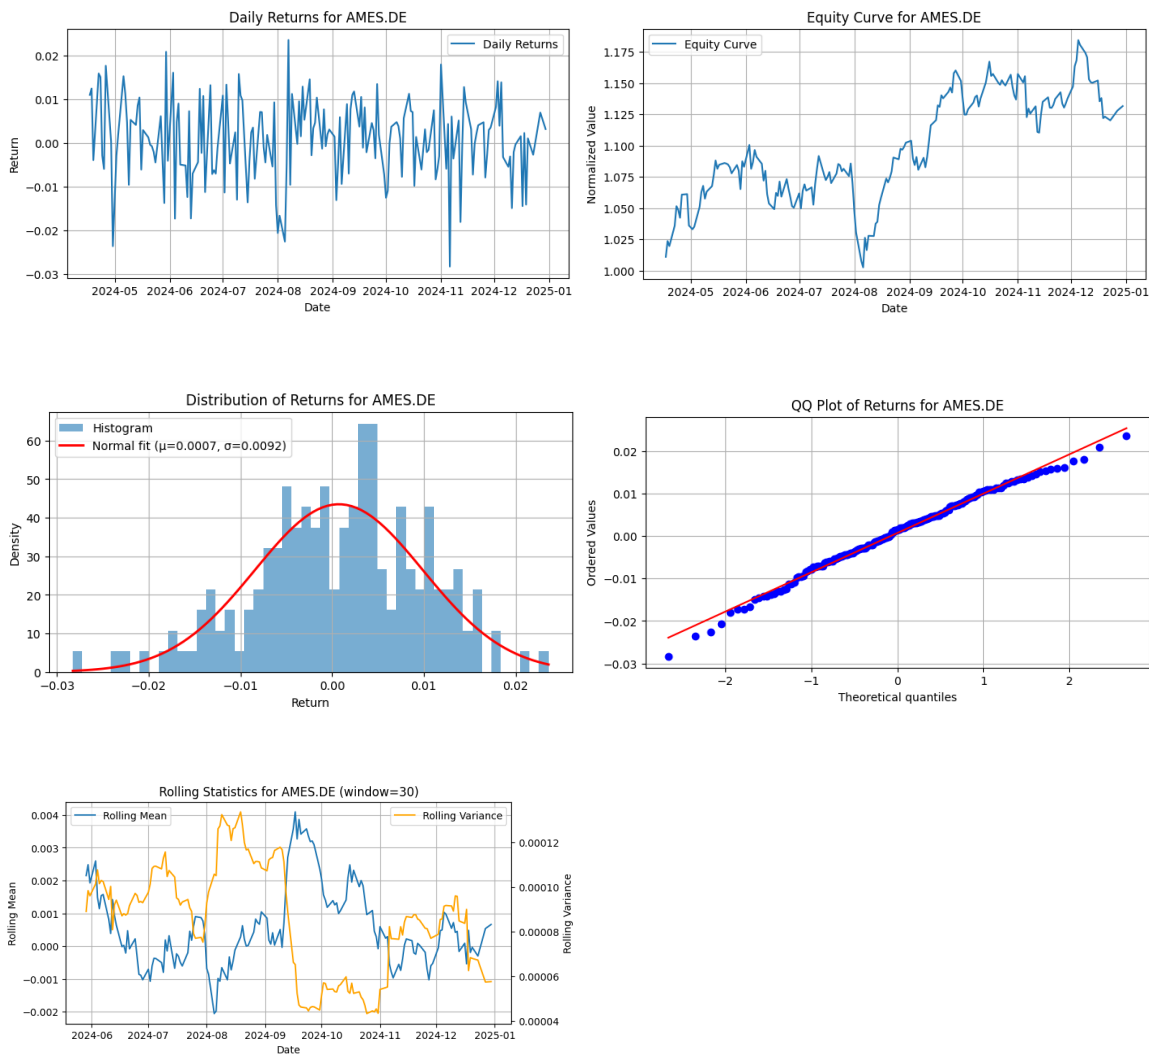 Daily Returns for AMES.DE
Daily Returns
0.02
0.01
0.00
−0.01
−0.02
−0.03
Return
2024-05 2024-06 2024-07 2024-08 2024-09 2024-10 2024-11 2024-12 2025-01
Date
Equity Curve for AMES.DE
Equity Curve
1.175
1.150
1.125
1.100
1.075
1.050
1.025
1.000
Normalized Value
2024-05 2024-06 2024-07 2024-08 2024-09 2024-10 2024-11 2024-12 2025-01
Date
Distribution of Returns for AMES.DE
Histogram
Normal fit (μ=0.0007, σ=0.0092)
60
50
40
30
20
10
0
Density
−0.03 −0.02 −0.01 0.00 0.01 0.02
Return
QQ Plot of Returns for AMES.DE
0.02
0.01
0.00
−0.01
−0.02
−0.03
Ordered Values
−2 −1 0 1 2
Theoretical quantiles
Rolling Statistics for AMES.DE (window=30)
Rolling Mean
Rolling Variance
0.004
0.003
0.002
0.001
0.000
−0.001
−0.002
Rolling Mean
0.00012
0.00010
0.00008
0.00006
0.00004
Rolling Variance
2024-06 2024-07 2024-08 2024-09 2024-10 2024-11 2024-12 2025-01
Date